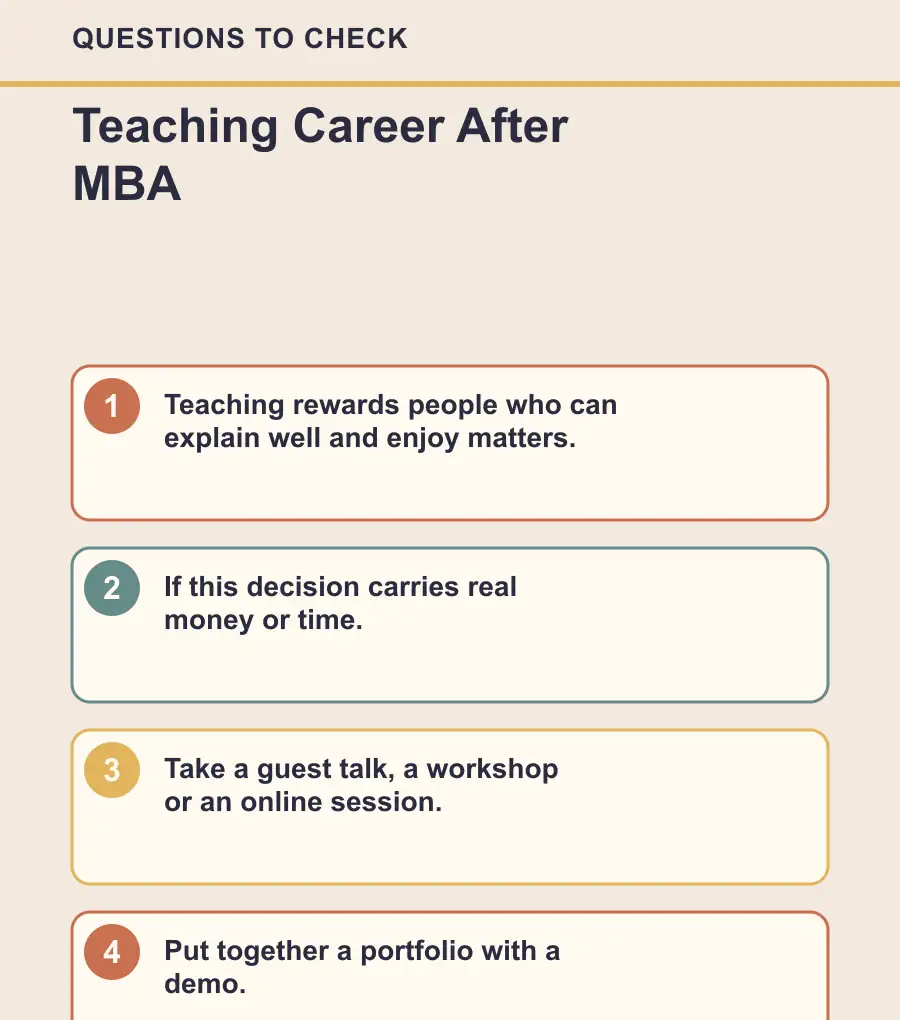 QUESTIONS TO CHECK
Teaching Career After
MBA
1
Teaching rewards people who can
explain well and enjoy matters.
2
If this decision carries real
money or time.
3
Take a guest talk, a workshop
or an online session.
4
Put together a portfolio with a
demo.